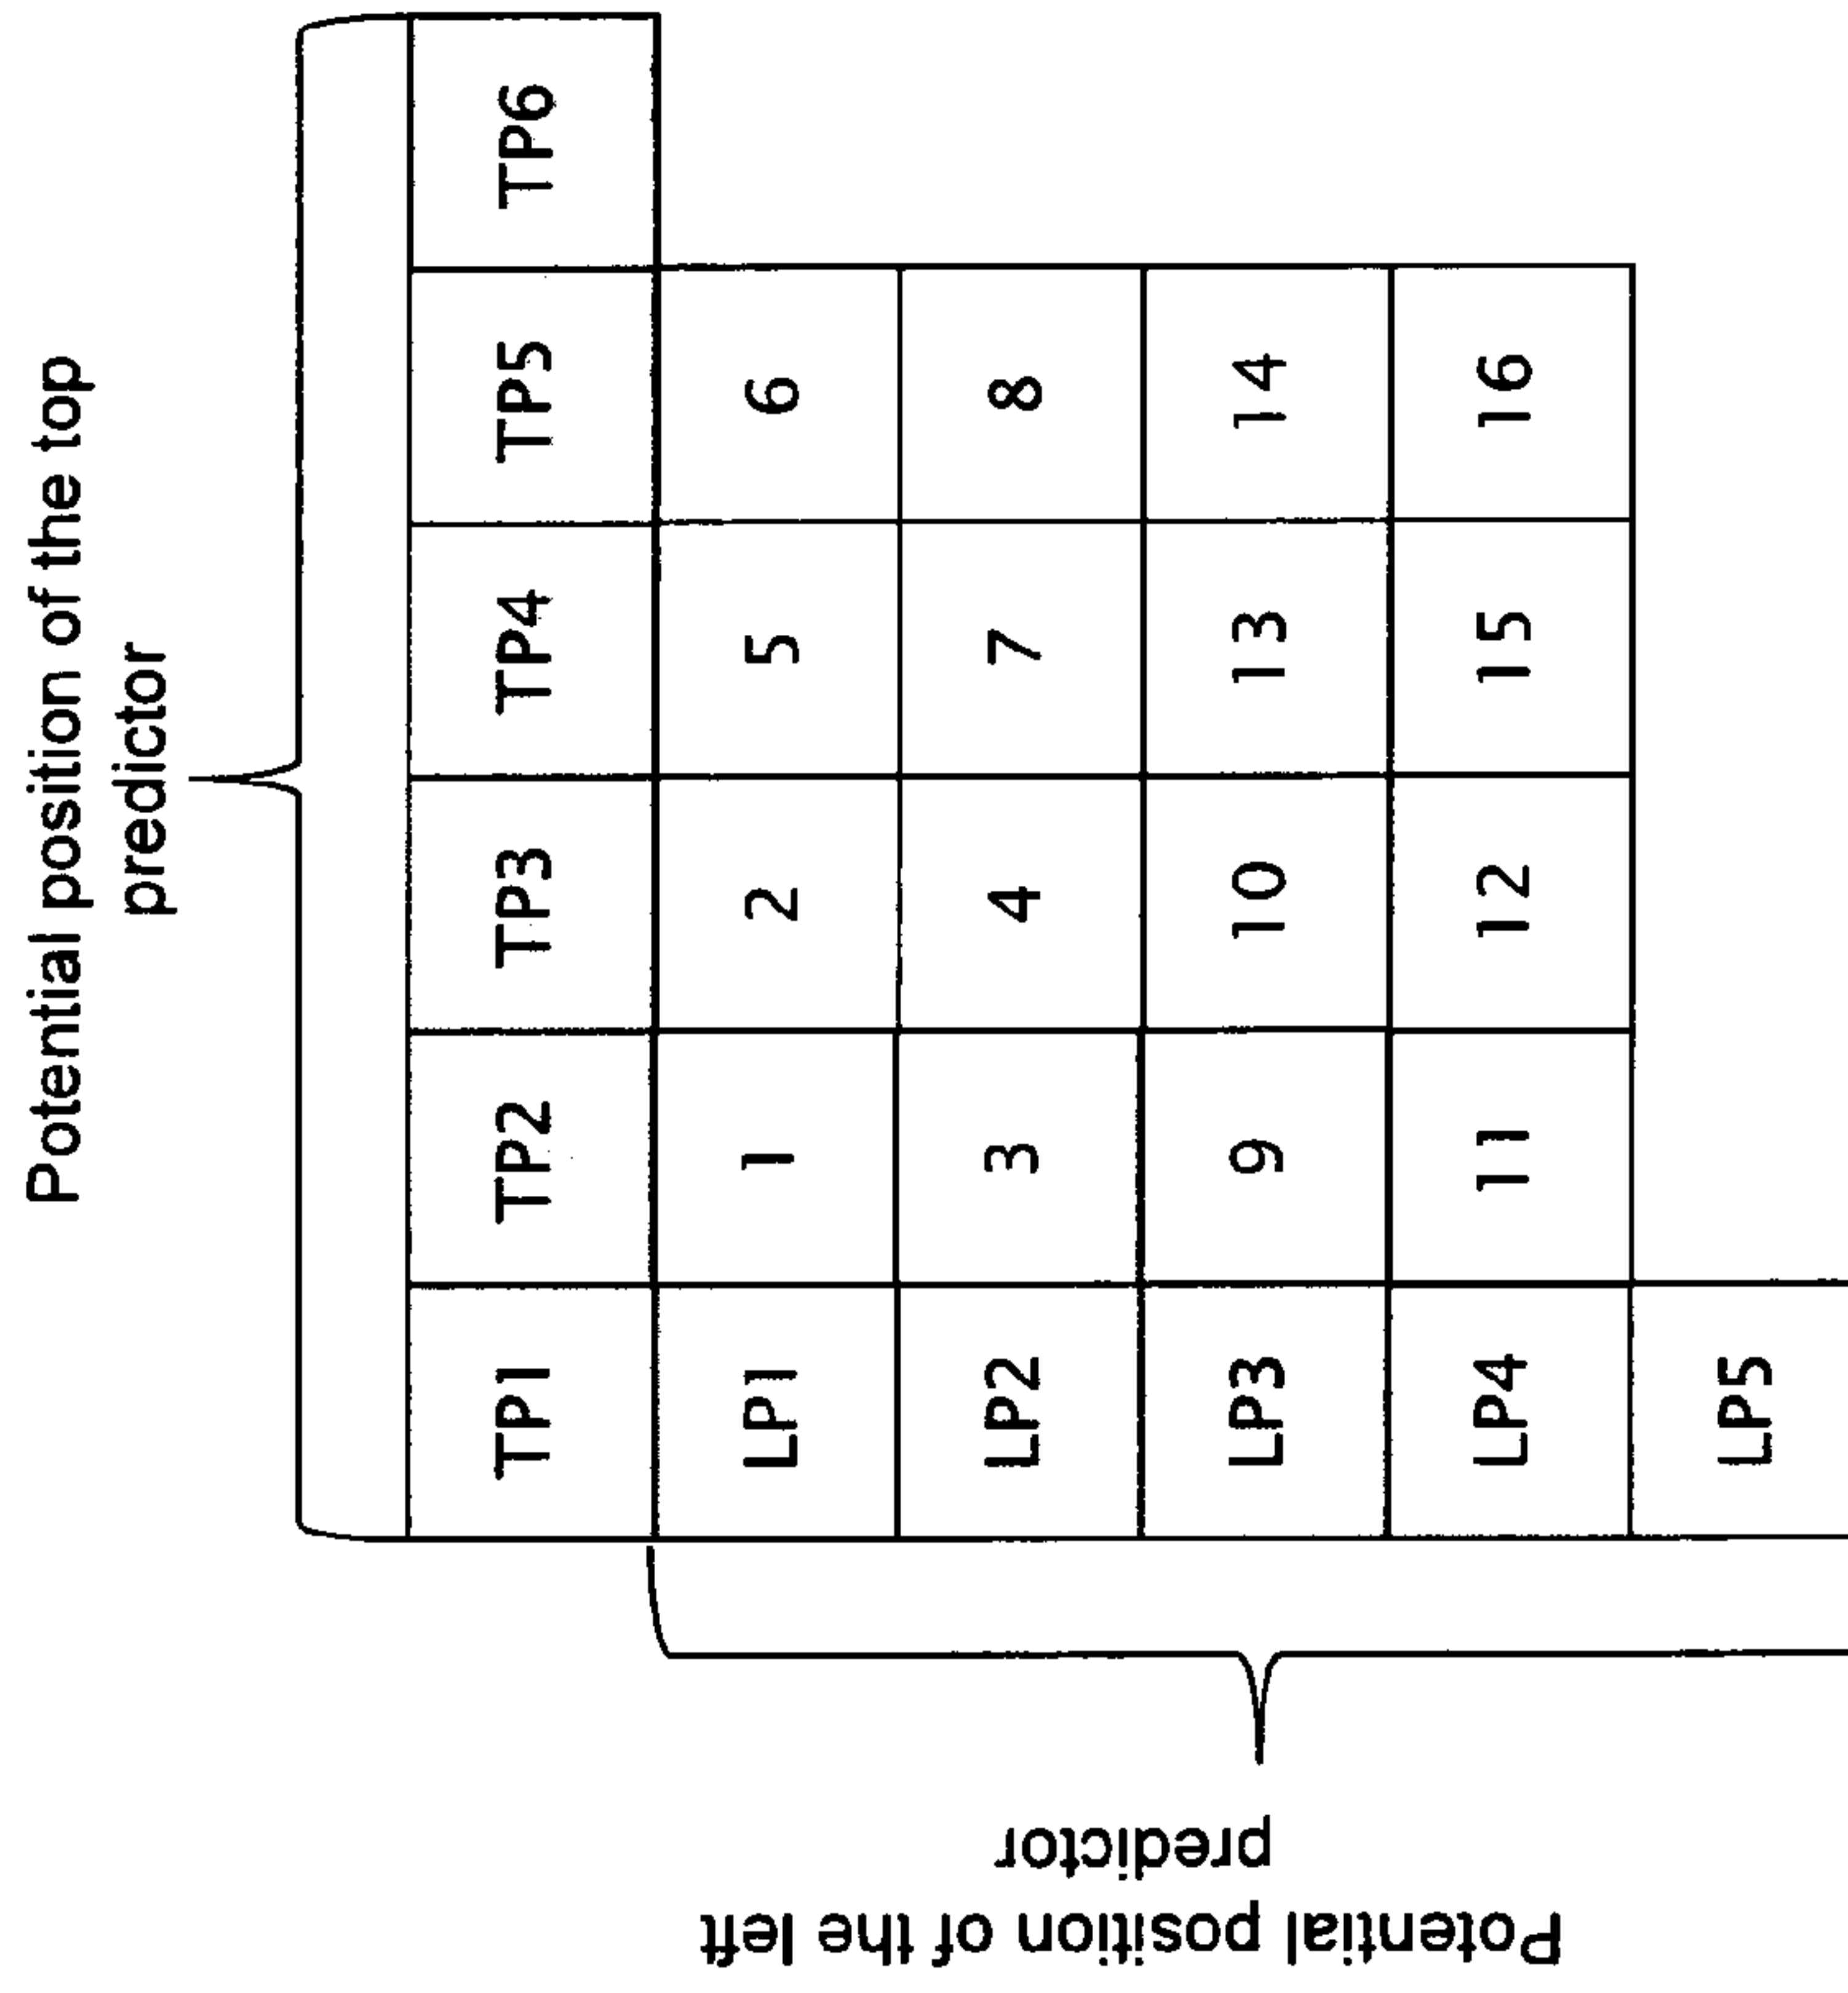 Potential position of the top
predictor
TP1 TP2 TP3 TP4 TP5 TP6
LP1 1 2 5 6
LP2 3 4 7 8
LP3 9 10 13 14
LP4 11 12 15 16
LP5
Potential position of the left
predictor